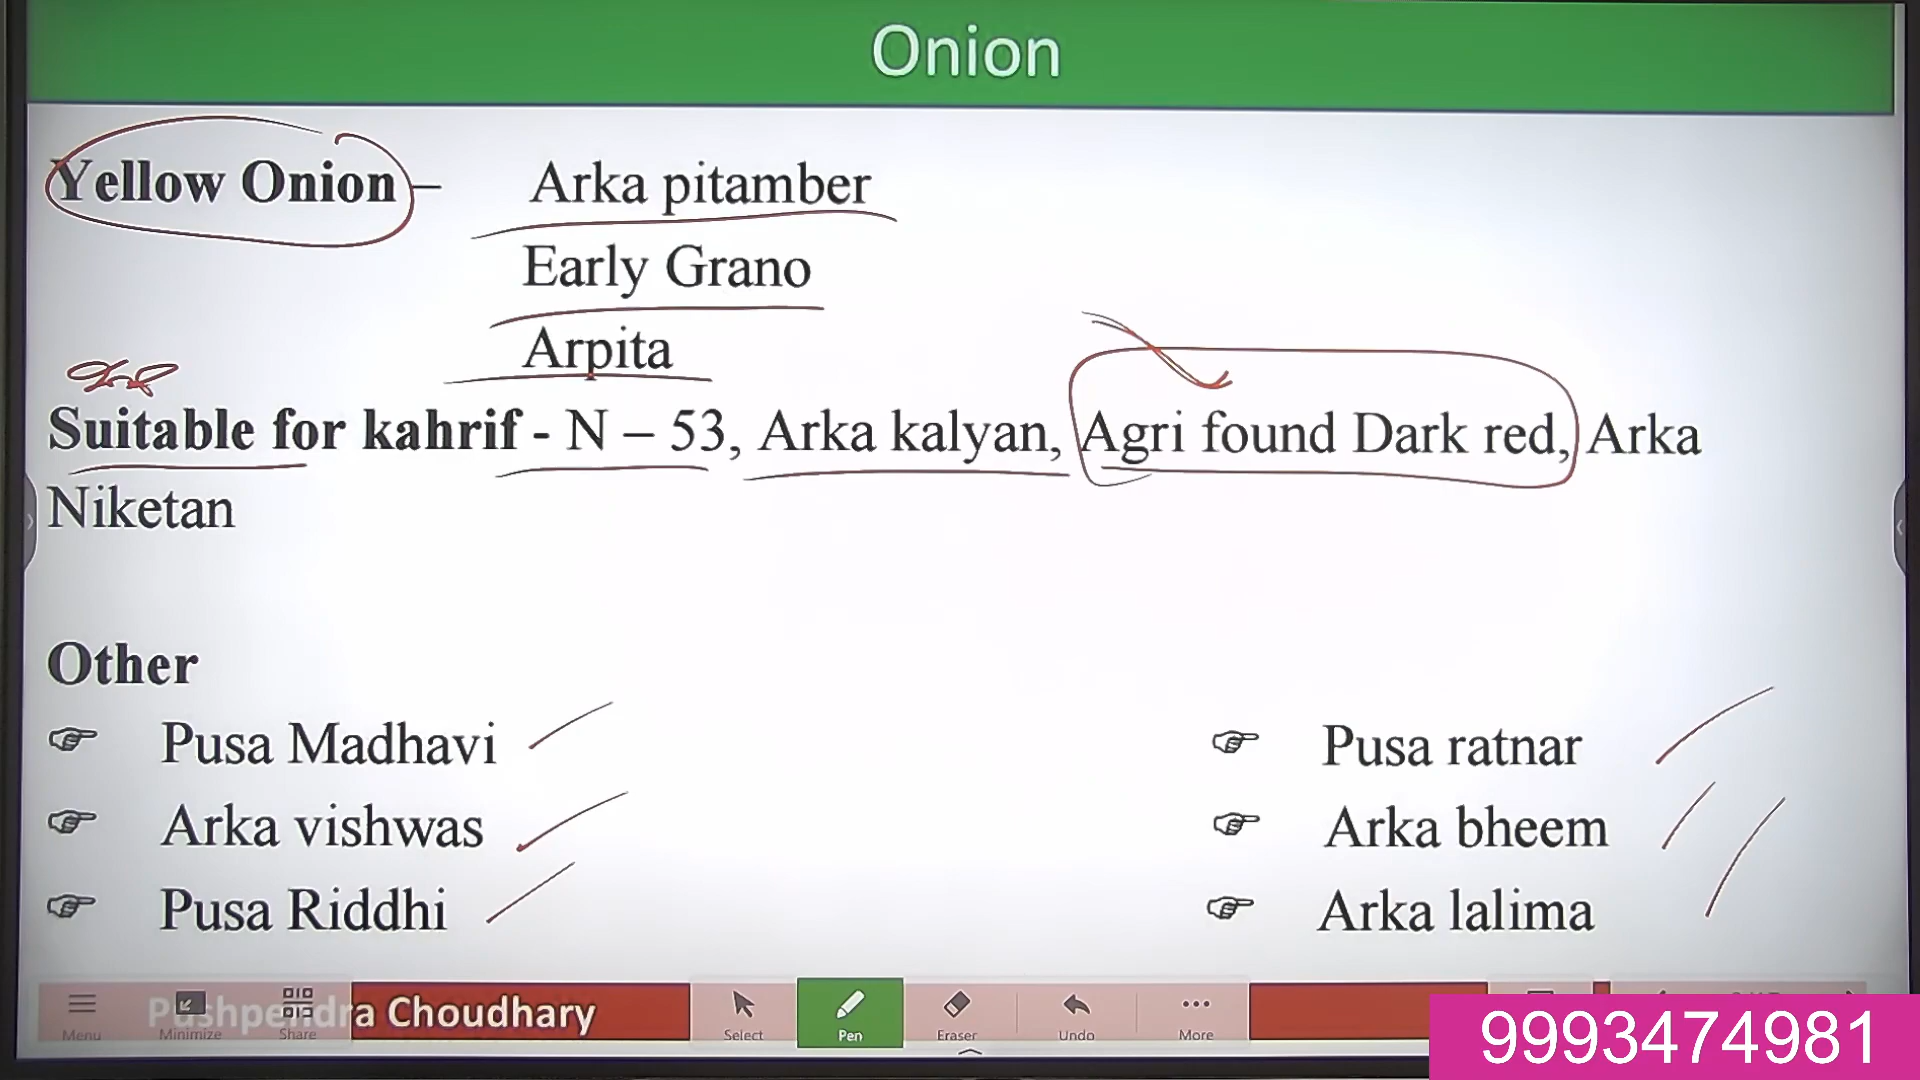 Onion
Yellow Onion – Arka pitamber
Early Grano
Arpita
Suitable for kahrif - N – 53, Arka kalyan, Agri found Dark red, Arka
Niketan
Other
Pusa Madhavi
Pusa ratnar
Arka vishwas
Arka bheem
Pusa Riddhi
Arka lalima
Pushpendra Choudhary
Menu Minimize Share Select Pen Eraser Undo More
9993474981